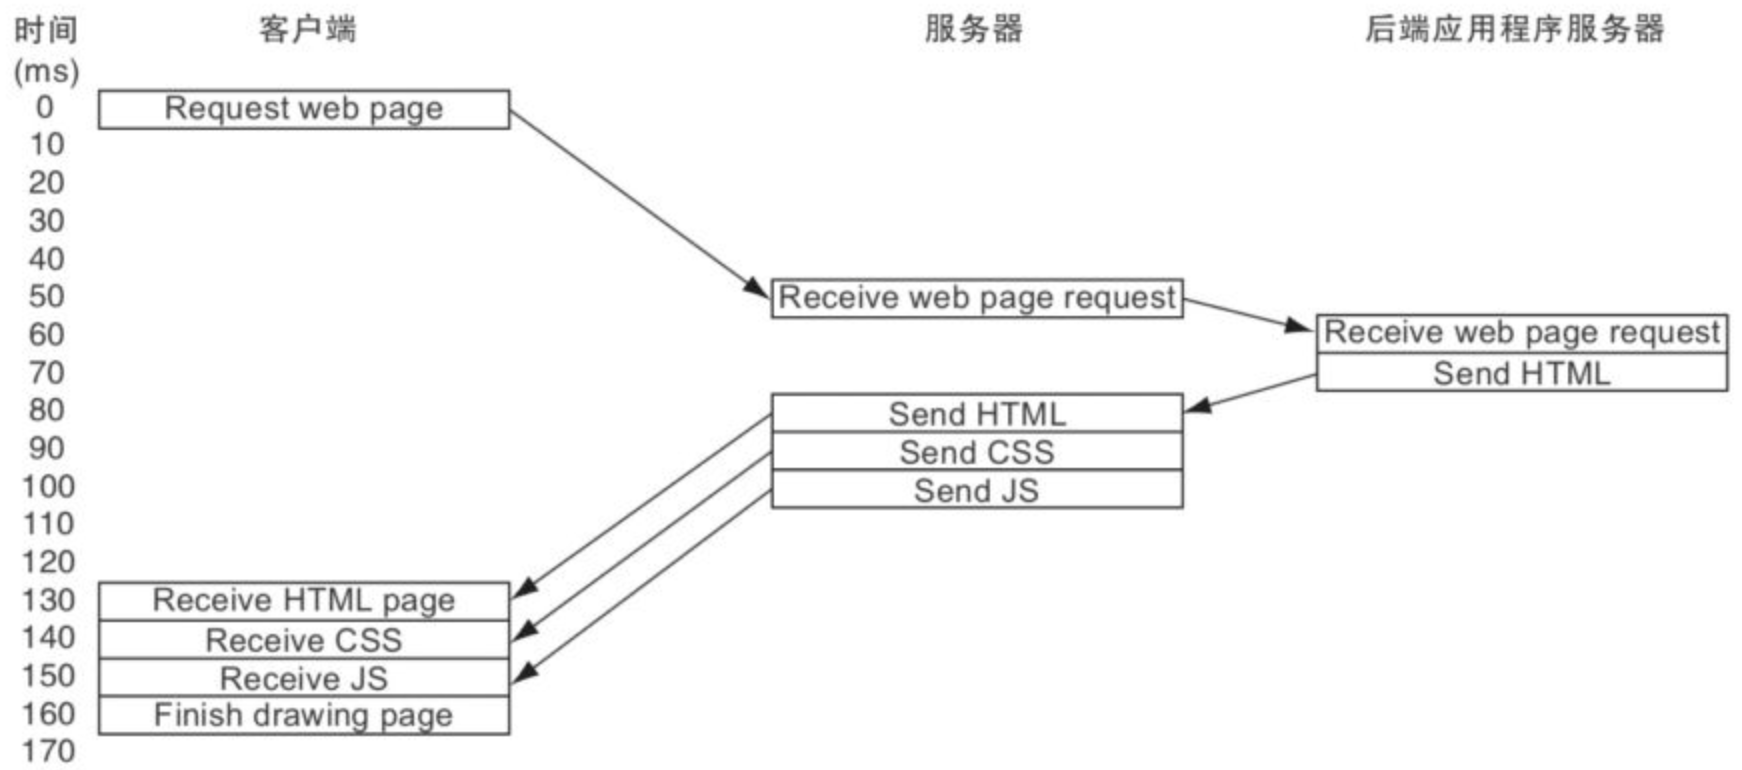 时间 客户端 服务器 后端应用程序服务器
(ms)
0 Request web page
10
20
30
40
50 Receive web page request
60 Receive web page request
70 Send HTML
80 Send HTML
90 Send CSS
100 Send JS
110
120
130 Receive HTML page
140 Receive CSS
150 Receive JS
160 Finish drawing page
170